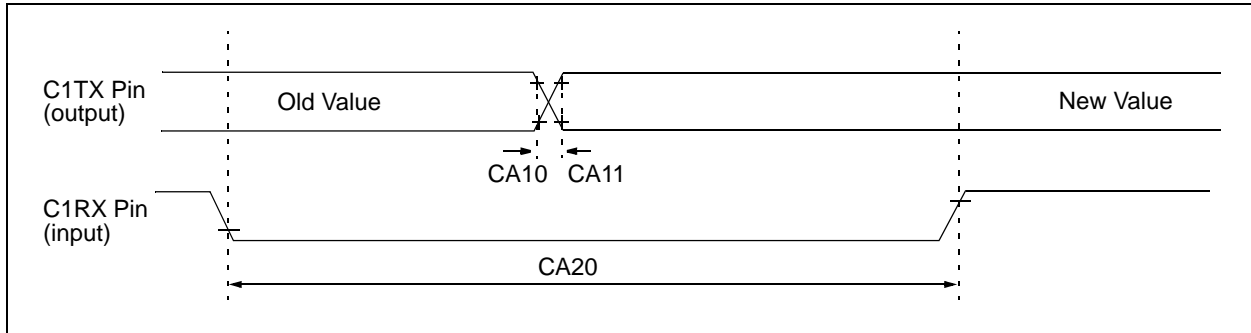 C1TX Pin
(output)
Old Value
New Value
CA10 CA11
C1RX Pin
(input)
CA20